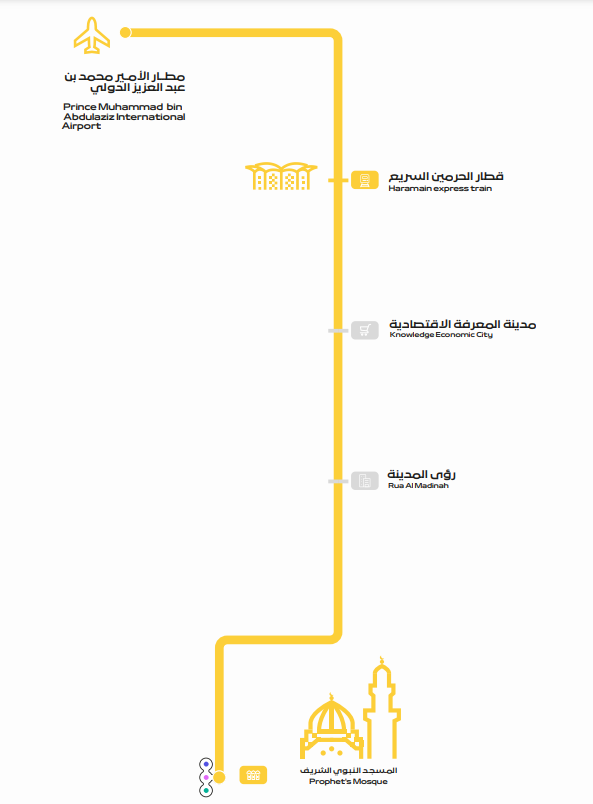 مطار الأمير محمد بن
عبد العزيز الدولي
Prince Muhammad bin
Abdulaziz International
Airport
قطار الحرمين السريع
Haramain express train
مدينة المعرفة الاقتصادية
Knowledge Economic City
رؤى المدينة
Rua Al Madinah
المسجد النبوي الشريف
Prophet's Mosque